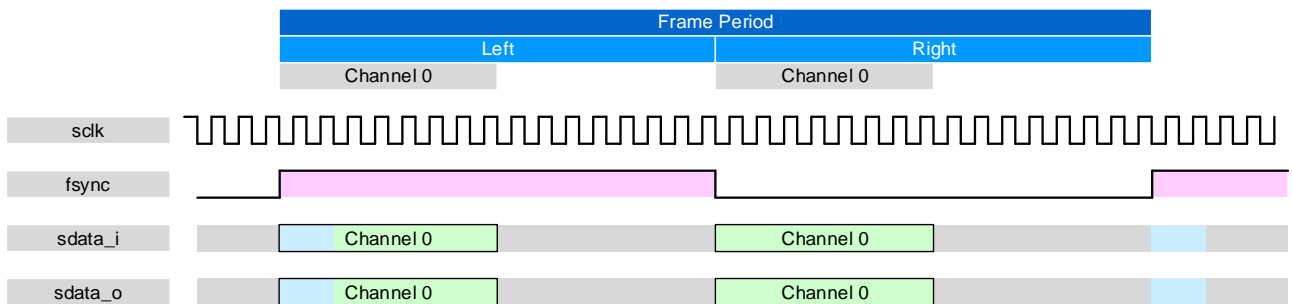 Frame Period
Left Right
Channel 0 Channel 0
sclk
fsync
sdata_i Channel 0 Channel 0
sdata_o Channel 0 Channel 0